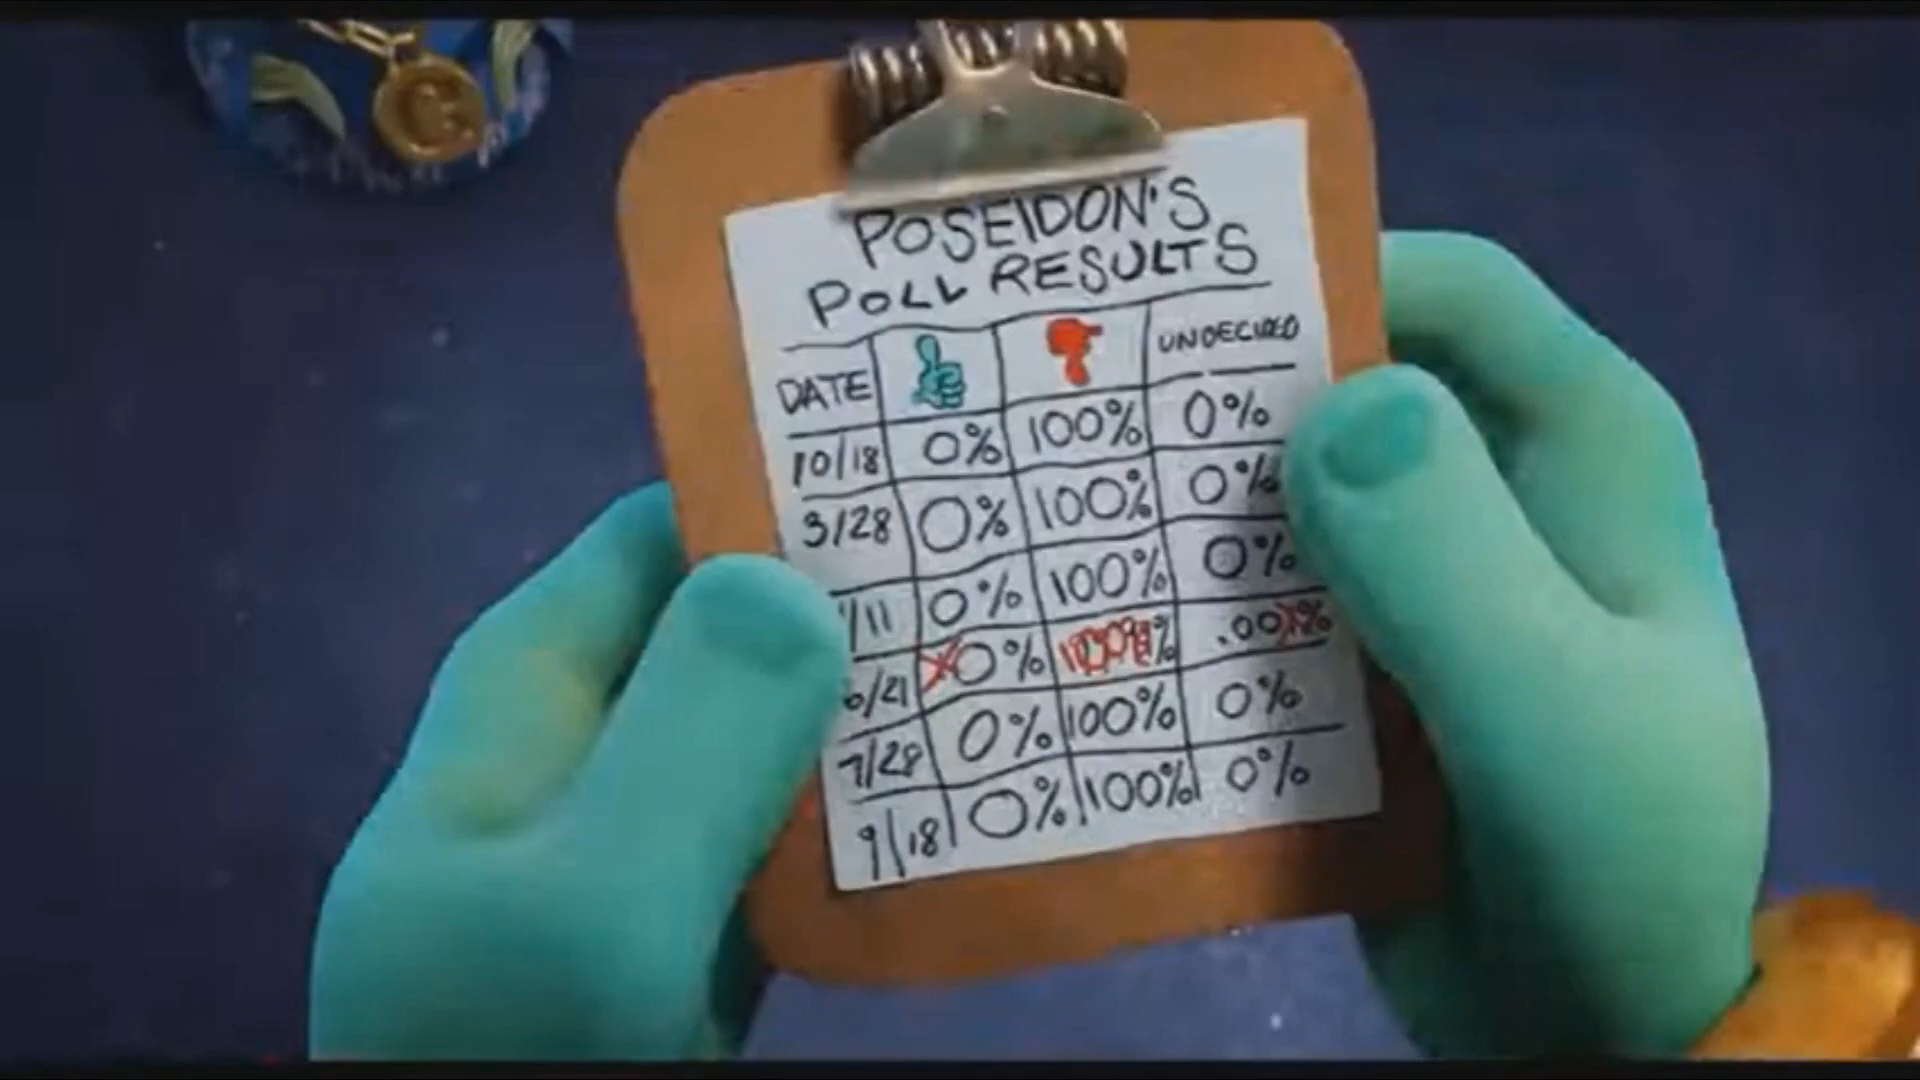 POSEIDON'S
POLL RESULTS
DATE UNDECIDED
10/18 0% 100% 0%
3/28 0% 100% 0%
/11 0% 100% 0%
/21 0% %
7/28 0% 100% 0%
9/18 0% 100% 0%